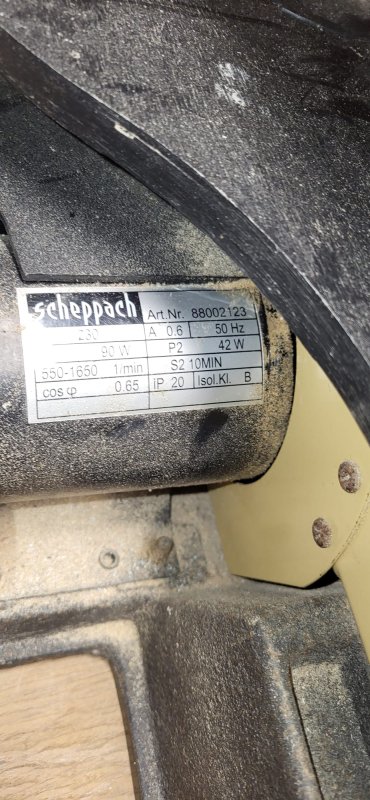 scheppach Art.Nr. 88002123
230 A 0.6 50 Hz
90 W P2 42 W
550-1650 1/min S2 10MIN
cos φ 0.65 iP 20 Isol.Kl. B